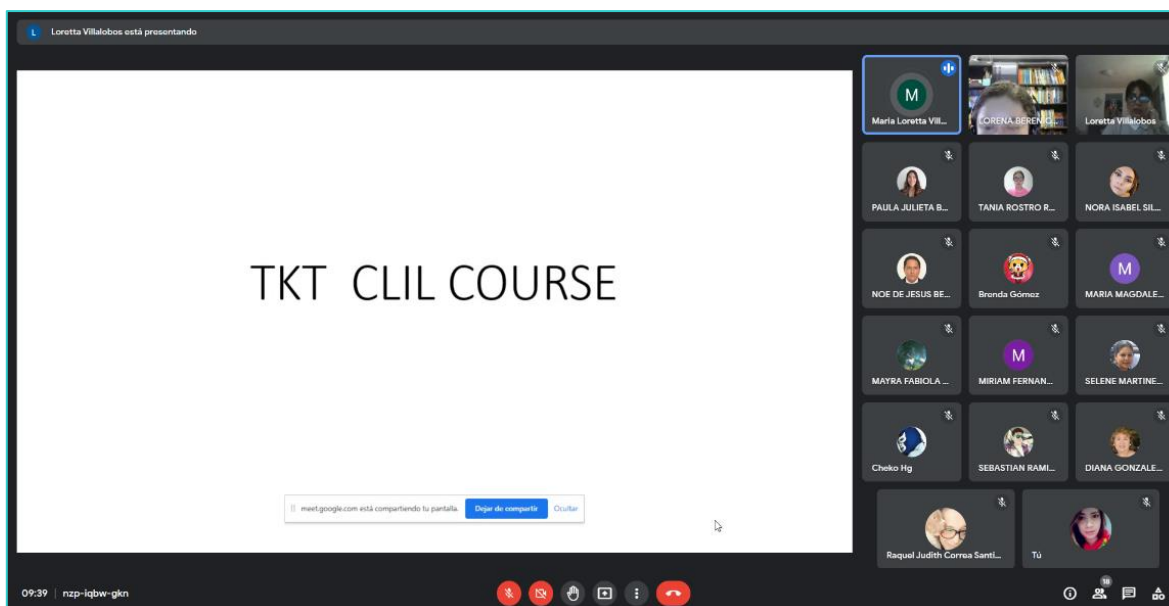 L Loretta Villalobos está presentando
TKT CLIL COURSE
meet.google.com está compartiendo tu pantalla. Dejar de compartir Ocultar
M
Maria Loretta Vill...
LORENA BERENIC...
Loretta Villalobos
PAULA JULIETA B...
TANIA ROSTRO R...
NORA ISABEL SIL...
NOE DE JESUS BE...
Brenda Gómez
M
MARIA MAGDALE...
MAYRA FABIOLA ...
M
MIRIAM FERNAN...
SELENE MARTINE...
Cheko Hg
SEBASTIAN RAMI...
DIANA GONZALE...
Raquel Judith Correa Santi...
Tú
09:39 | nzp-iqbw-gkn
18